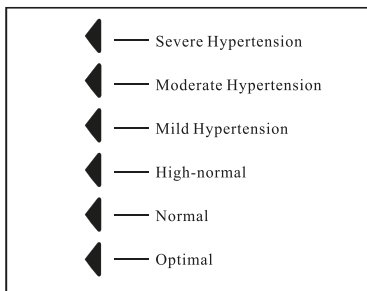 Severe Hypertension
Moderate Hypertension
Mild Hypertension
High-normal
Normal
Optimal